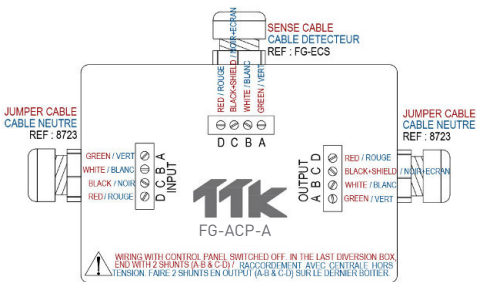 SENSE CABLE
CABLE DETECTEUR
REF : FG-ECS
RED / ROUGE
BLACK+SHIELD / NOIR+ECRAN
WHITE / BLANC
GREEN / VERT
D C B A
JUMPER CABLE
CABLE NEUTRE
REF : 8723
GREEN / VERT
WHITE / BLANC
BLACK / NOIR
RED / ROUGE
D C B A
INPUT
TTK
FG-ACP-A
OUTPUT
A B C D
RED / ROUGE
BLACK+SHIELD / NOIR+ECRAN
WHITE / BLANC
GREEN / VERT
JUMPER CABLE
CABLE NEUTRE
REF : 8723
WIRING WITH CONTROL PANEL SWITCHED OFF. IN THE LAST DIVERSION BOX,
END WITH 2 SHUNTS (A-B & C-D) / RACCORDEMENT AVEC CENTRALE HORS
TENSION. FAIRE 2 SHUNTS EN OUTPUT (A-B & C-D) SUR LE DERNIER BOITIER.